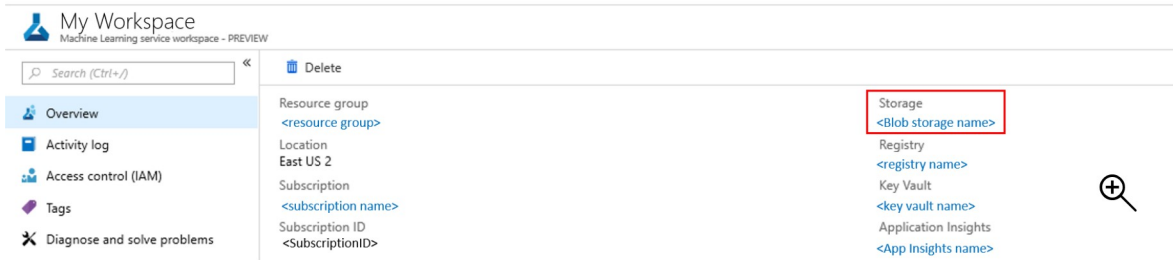 My Workspace
Machine Learning service workspace - PREVIEW
Search (Ctrl+/)
«
Overview
Activity log
Access control (IAM)
Tags
Diagnose and solve problems
Delete
Resource group
<resource group>
Location
East US 2
Subscription
<subscription name>
Subscription ID
<SubscriptionID>
Storage
<Blob storage name>
Registry
<registry name>
Key Vault
<key vault name>
Application Insights
<App Insights name>